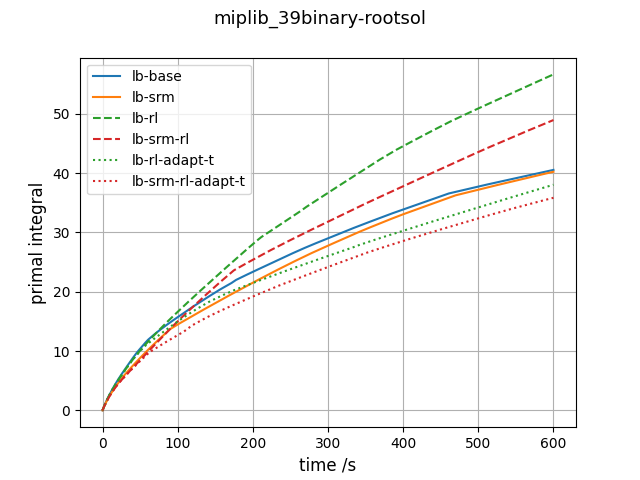 miplib_39binary-rootsol
lb-base
lb-srm
lb-rl
lb-srm-rl
lb-rl-adapt-t
lb-srm-rl-adapt-t
primal integral
50
40
30
20
10
0
0 100 200 300 400 500 600
time /s